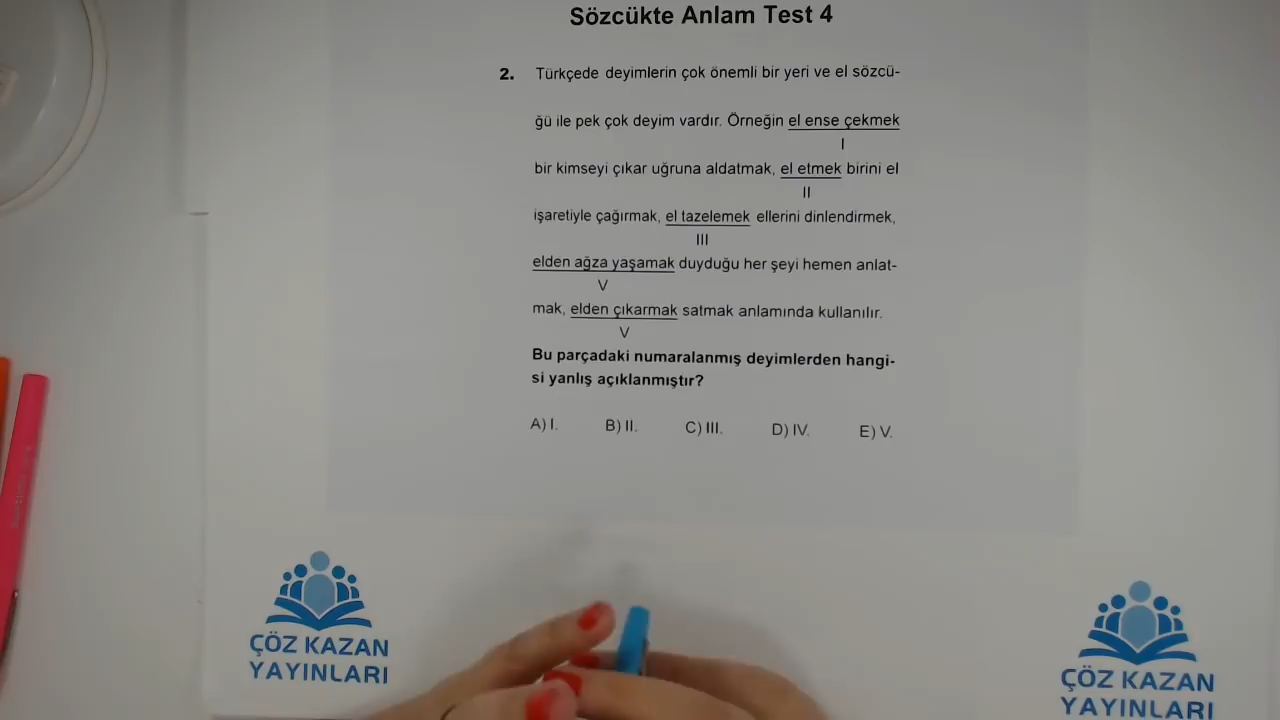 Sözcükte Anlam Test 4
2. Türkçede deyimlerin çok önemli bir yeri ve el sözcü-
ğü ile pek çok deyim vardır. Örneğin el ense çekmek
I
bir kimseyi çıkar uğruna aldatmak, el etmek birini el
II
işaretiyle çağırmak, el tazelemek ellerini dinlendirmek,
III
elden ağza yaşamak duyduğu her şeyi hemen anlat-
V
mak, elden çıkarmak satmak anlamında kullanılır.
V
Bu parçadaki numaralanmış deyimlerden hangi-
si yanlış açıklanmıştır?
A) I. B) II. C) III. D) IV. E) V.
ÇÖZ KAZAN
YAYINLARI
ÇÖZ KAZAN
YAYINLARI